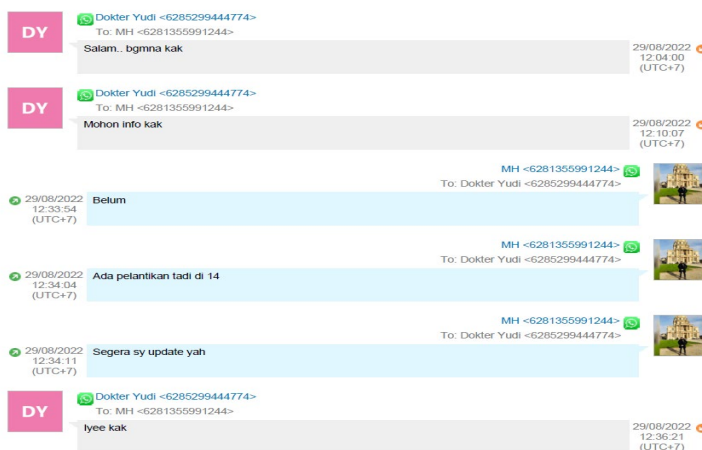 DY
Dokter Yudi <6285299444774>
To: MH <6281355991244>
Salam.. bgmna kak
29/08/2022
12:04:00
(UTC+7)
DY
Dokter Yudi <6285299444774>
To: MH <6281355991244>
Mohon info kak
29/08/2022
12:10:07
(UTC+7)
MH <6281355991244>
To: Dokter Yudi <6285299444774>
29/08/2022
12:33:54
(UTC+7)
Belum
MH <6281355991244>
To: Dokter Yudi <6285299444774>
29/08/2022
12:34:04
(UTC+7)
Ada pelantikan tadi di 14
MH <6281355991244>
To: Dokter Yudi <6285299444774>
29/08/2022
12:34:11
(UTC+7)
Segera sy update yah
DY
Dokter Yudi <6285299444774>
To: MH <6281355991244>
Iyee kak
29/08/2022
12:36:21
(UTC+7)